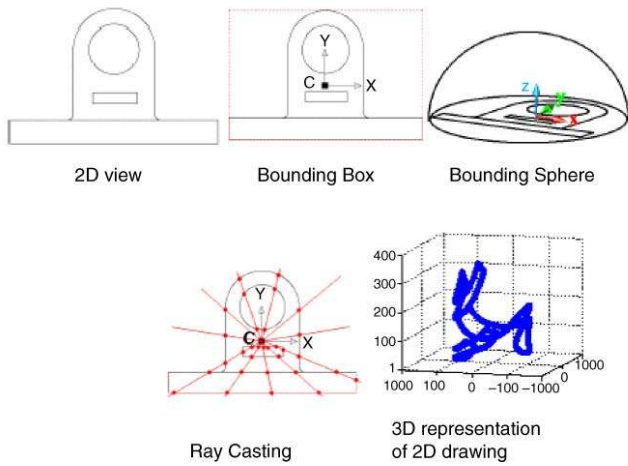 Y
C
X
Z
Y
X
2D view
Bounding Box
Bounding Sphere
Y
C
X
400
300
200
100
1
1000
100
0
-100
-1000
0
1000
Ray Casting
3D representation
of 2D drawing